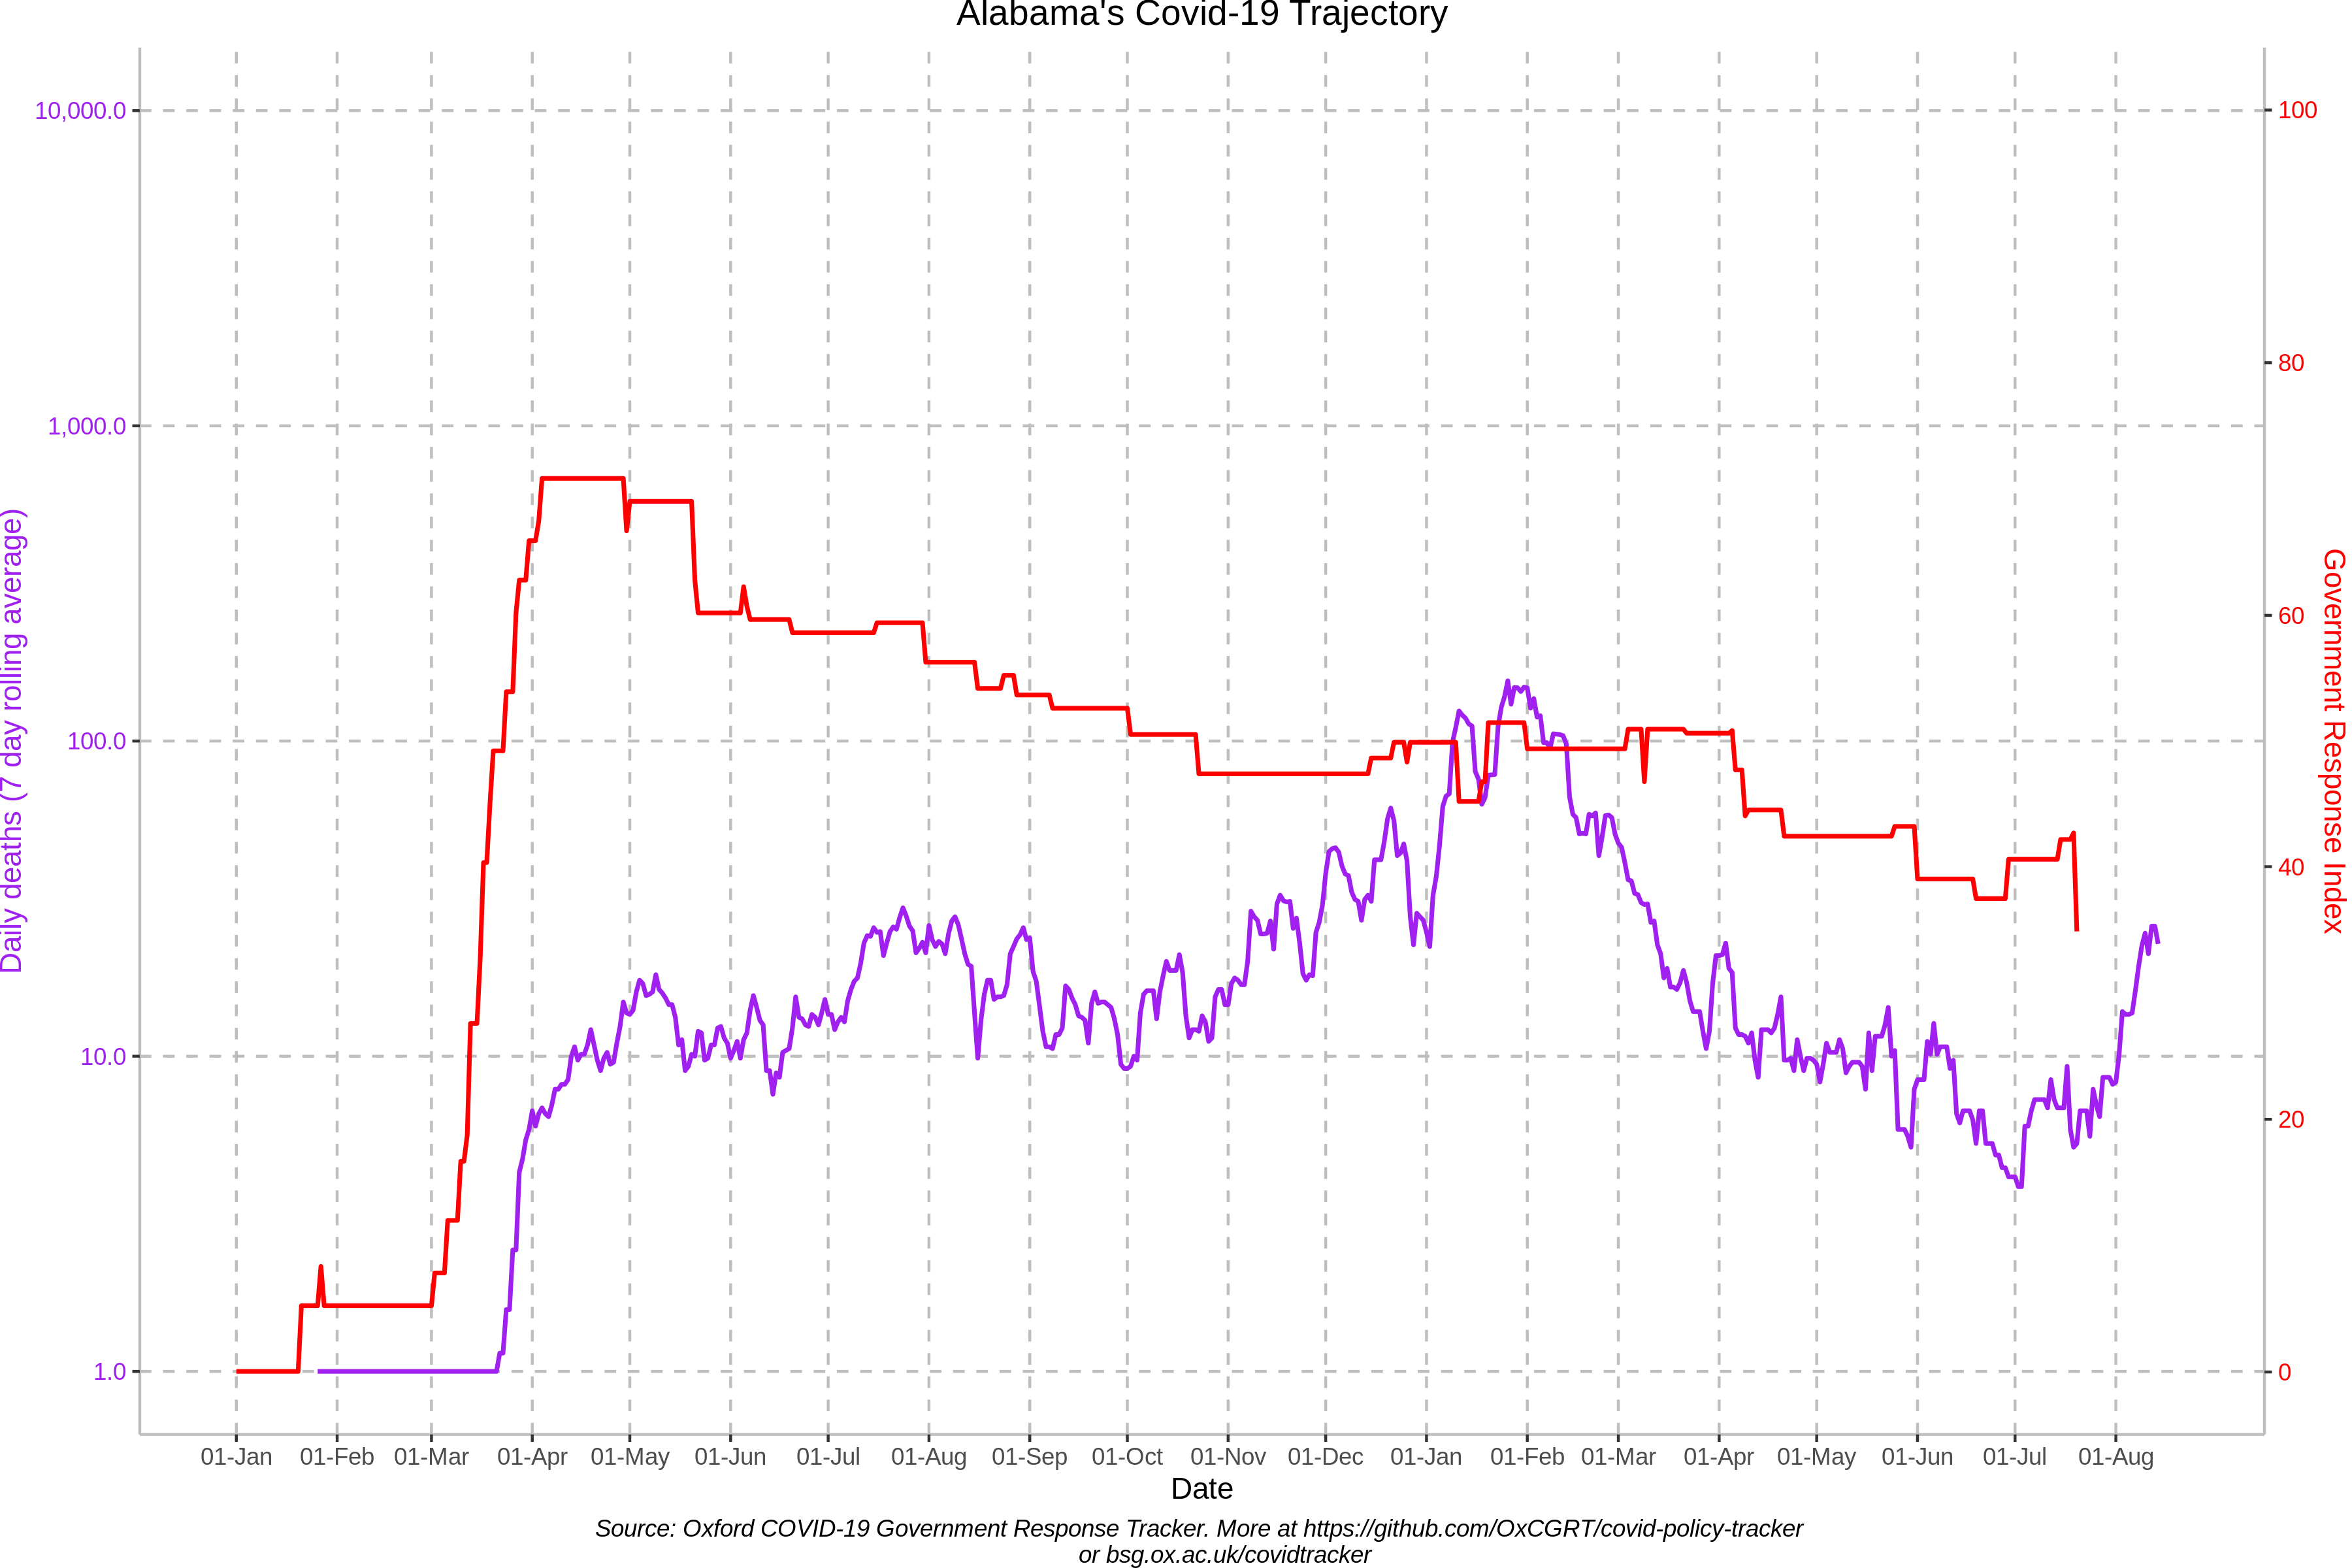 Alabama's Covid-19 Trajectory
10,000.0
1,000.0
100.0
10.0
1.0
Daily deaths (7 day rolling average)
100
80
60
40
20
0
Government Response Index
01-Jan 01-Feb 01-Mar 01-Apr 01-May 01-Jun 01-Jul 01-Aug 01-Sep 01-Oct 01-Nov 01-Dec 01-Jan 01-Feb 01-Mar 01-Apr 01-May 01-Jun 01-Jul 01-Aug
Date
Source: Oxford COVID-19 Government Response Tracker. More at https://github.com/OxCGRT/covid-policy-tracker
or bsg.ox.ac.uk/covidtracker